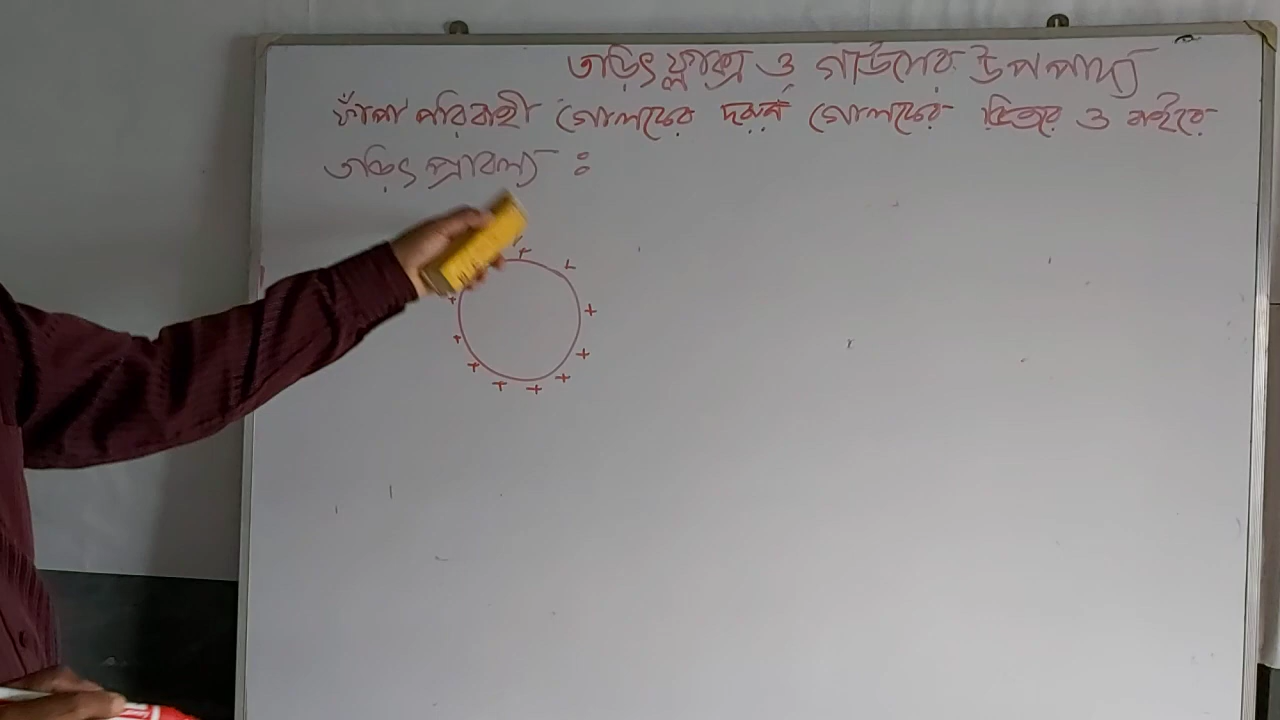 তড়িৎ ফ্লাক্স ও গাউসের উপপাদ্য
ফাঁপা পরিবাহী গোলকের দরুন গোলকের ভিতরে ও বাইরে
তড়িৎ প্রাবল্য :